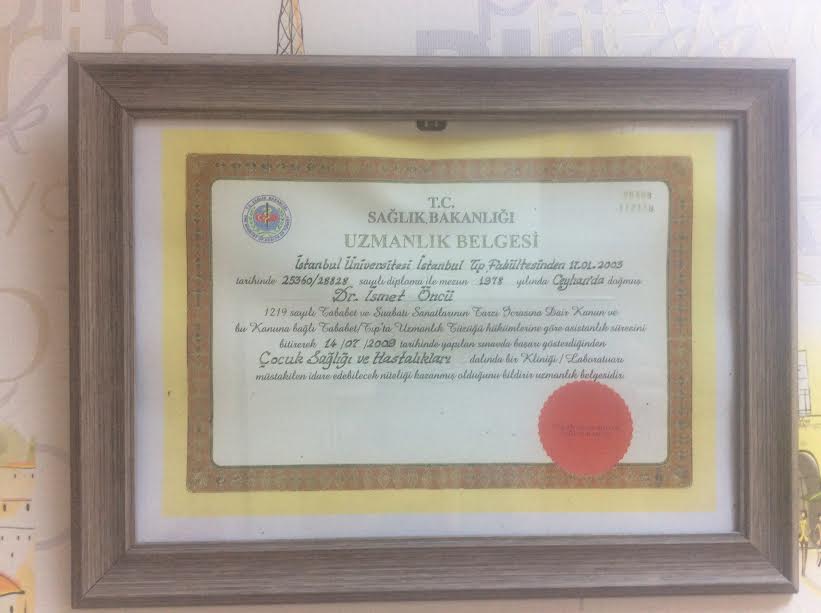 T.C.
SAĞLIK BAKANLIĞI
UZMANLIK BELGESİ
İstanbul Üniversitesi İstanbul Tıp Fakültesinden 17.01.2003
tarihinde 25360/28828 sayılı diploma ile mezun 1978 yılında Ceyhan'da doğmuş
Dr. İsmet Öncü
1219 sayılı Tababet ve Şuabatı San'atlarının Tarzı İcrasına Dair Kanun ve
bu Kanuna bağlı Tababet/Tıp'ta Uzmanlık Tüzüğü hükümlerine göre asistanlık süresini
bitirerek 14/07/2009 tarihinde yapılan sınavda başarı gösterdiğinden
Çocuk Sağlığı ve Hastalıkları dalında bir Kliniği / Laboratuarı
müstakilen idare edebilecek niteliği kazanmış olduğunu bildirir uzmanlık belgesidir.